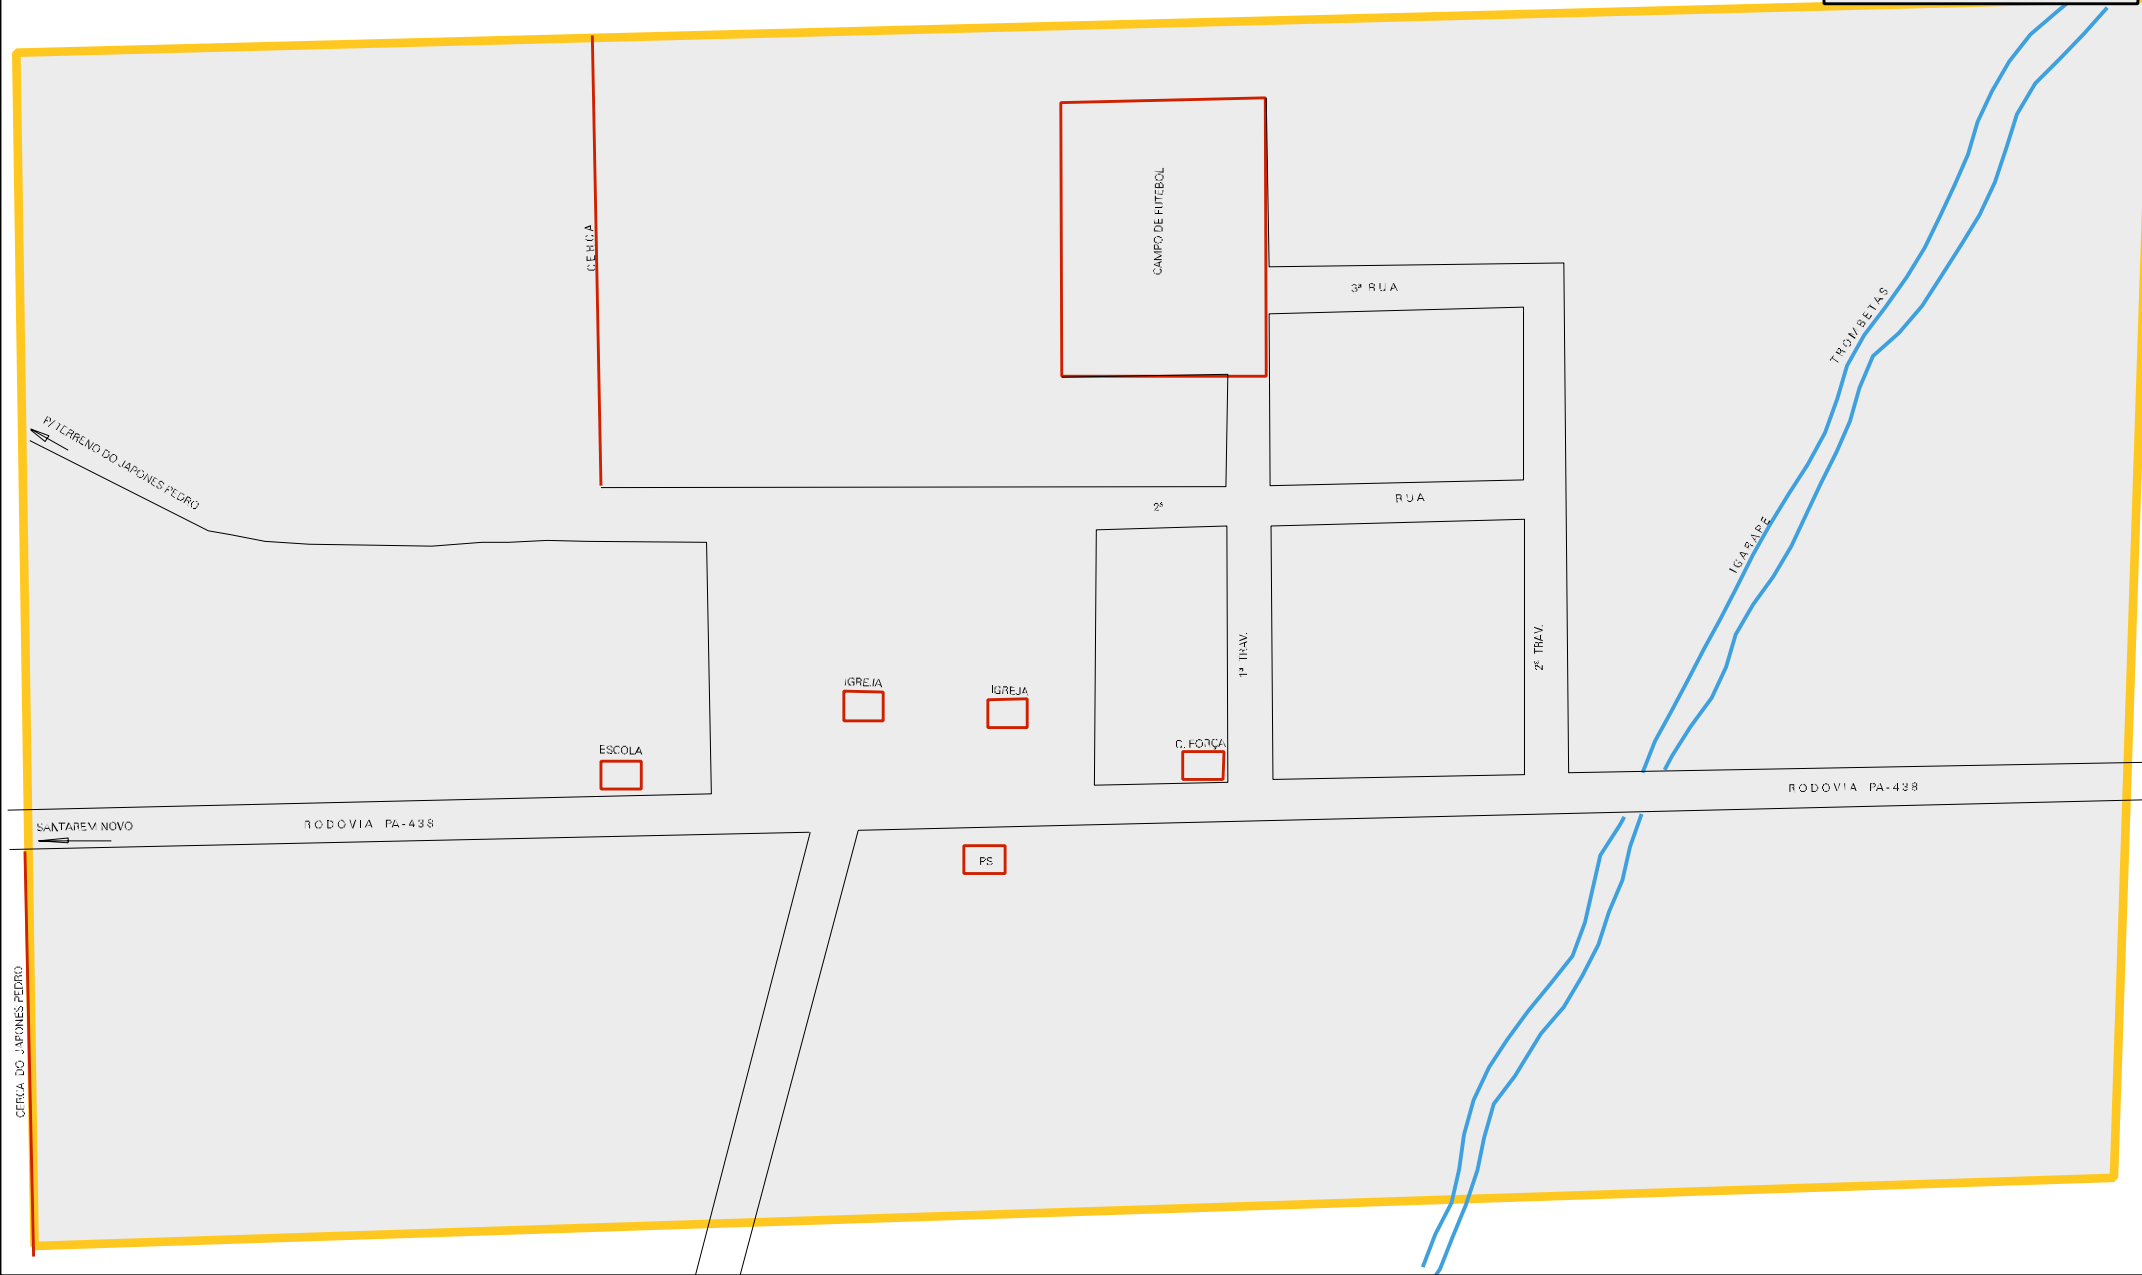 CERCA
CAMPO DE FUTEBOL
3ª RUA
TROMBETAS
IGARAPE
P/ TERRENO DO JAPONES PEDRO
2ª
RUA
1ª TRAV.
2ª TRAV.
IGREJA
IGREJA
ESCOLA
C. FORÇA
RODOVIA PA-438
SANTAREM NOVO
RODOVIA PA-438
PS
CERCA DO JAPONES PEDRO